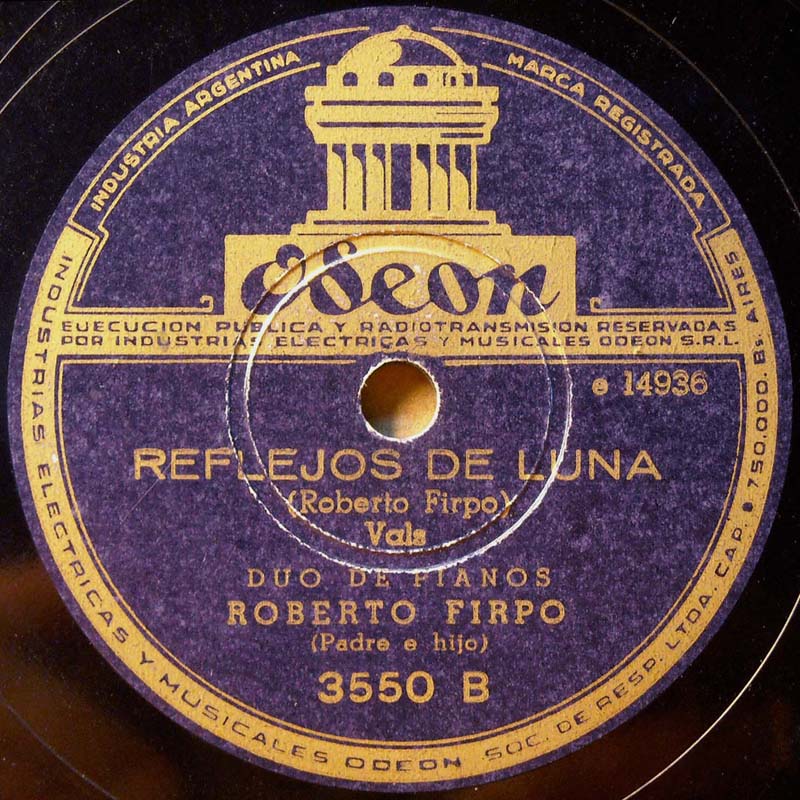 INDUSTRIA ARGENTINA
MARCA REGISTRADA
Odeon
EJECUCION PUBLICA Y RADIOTRANSMISION RESERVADAS
POR INDUSTRIAS ELECTRICAS Y MUSICALES ODEON S.R.L.
e 14936
REFLEJOS DE LUNA
(Roberto Firpo)
Vals
DUO DE PIANOS
ROBERTO FIRPO
(Padre e hijo)
3550 B
INDUSTRIAS ELECTRICAS Y MUSICALES ODEON SOC. DE RESP. LTDA. CAP. $ 750.000. Bs. AIRES